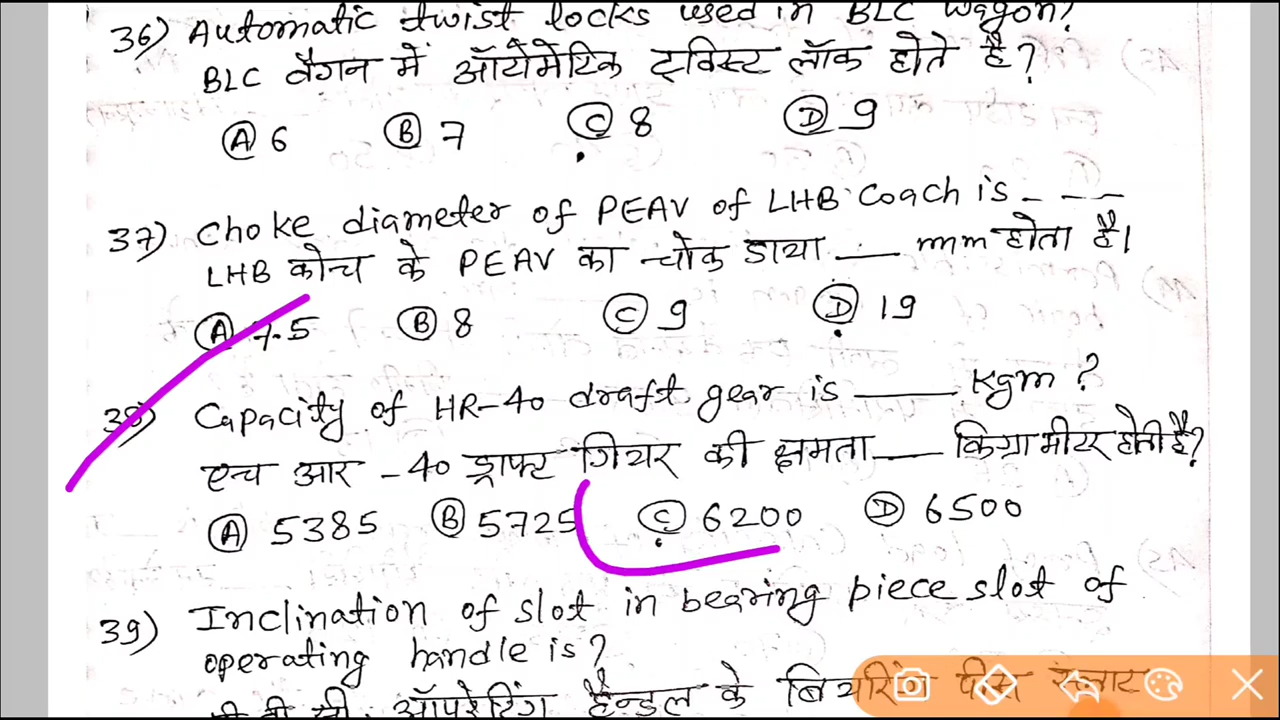 36) Automatic twist locks used in BLC wagon?
BLC वैगन में ऑटोमेटिक ट्विस्ट लॉक होते है?
(A) 6 (B) 7 (C) 8 (D) 9
37) Choke diameter of PEAV of LHB Coach is _ _ _
LHB कोच के PEAV का चोक डाया __ mm होता है।
(A) 7.5 (B) 8 (C) 9 (D) 19
38) Capacity of HR-40 draft gear is ____ Kgm ?
एच आर -40 ड्राफ्ट गियर की क्षमता ___ किग्रा मीटर होती है?
(A) 5385 (B) 5725 (C) 6200 (D) 6500
39) Inclination of slot in bearing piece slot of
operating handle is?
ऑपरेटिंग हैन्डल के बियरिंग पीस स्लाट